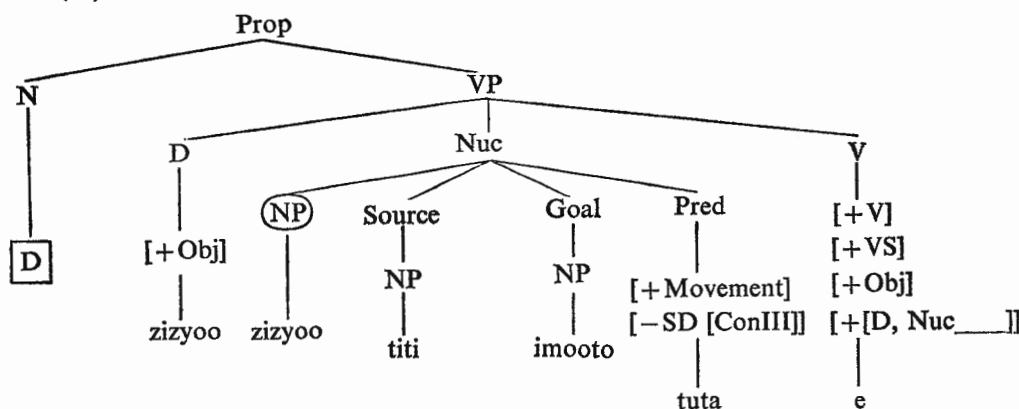 Prop
N VP
D Nuc V
NP Source Goal Pred [+V]
D [+Obj] NP NP [+Movement] [+VS]
[−SD [ConIII]] [+Obj]
[+[D, Nuc____]]
zizyoo zizyoo titi imooto
tuta e